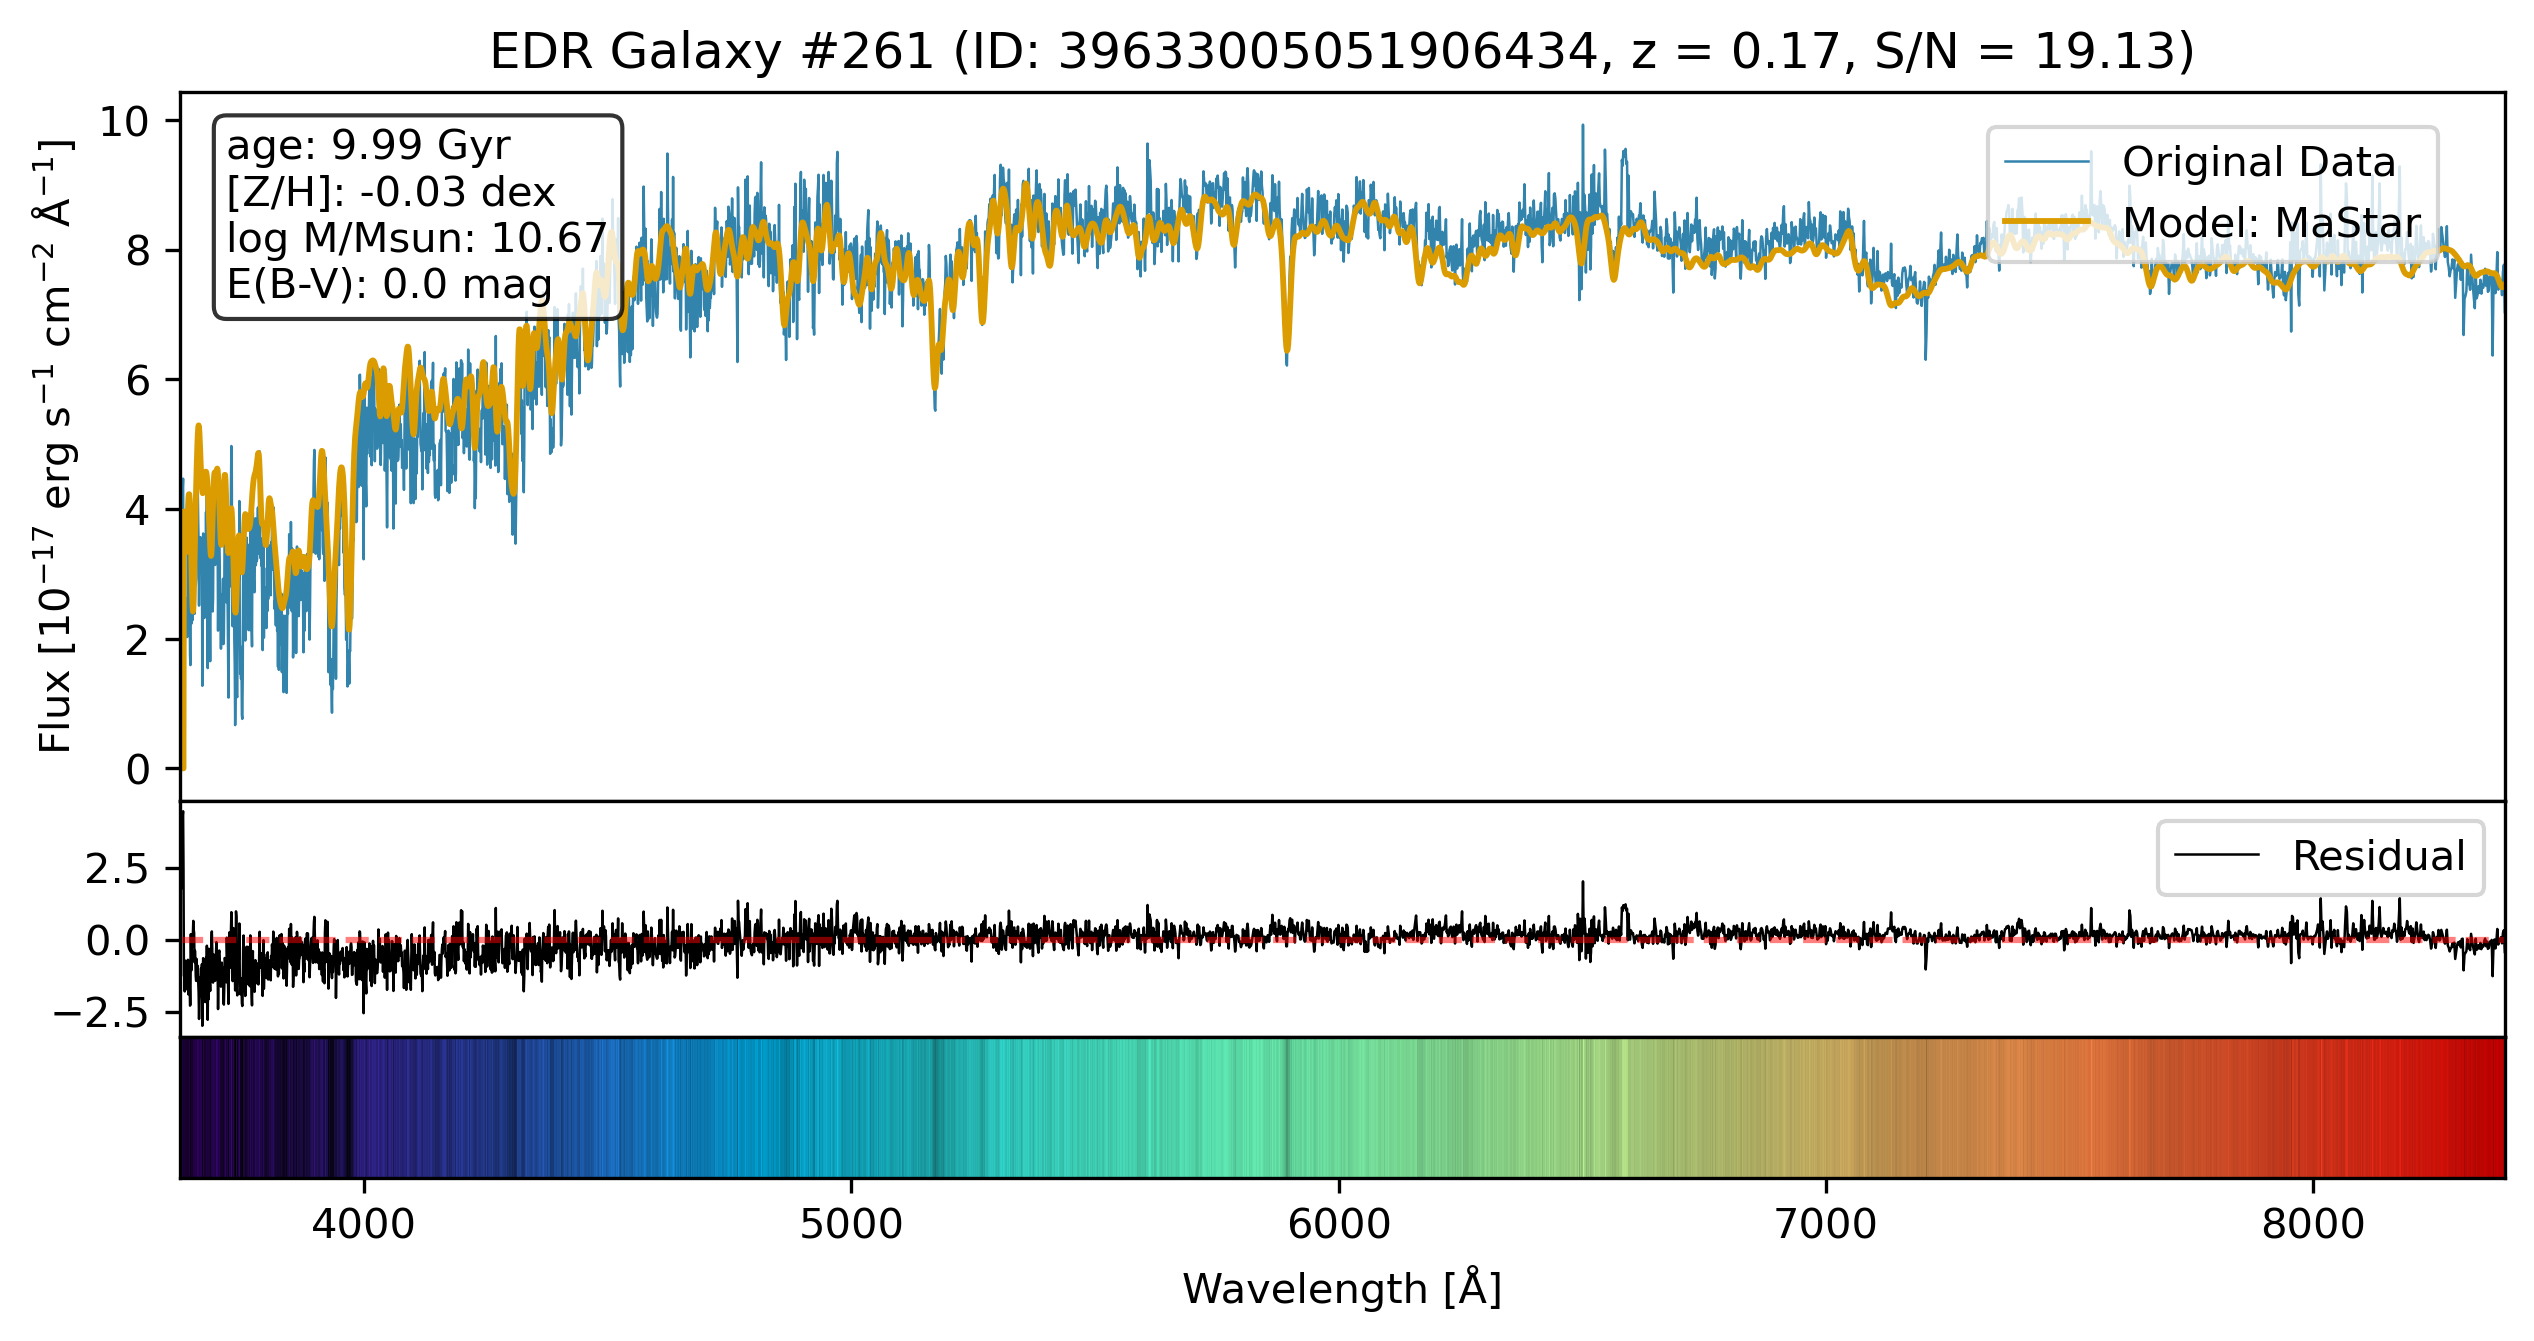 EDR Galaxy #261 (ID: 39633005051906434, z = 0.17, S/N = 19.13)
age: 9.99 Gyr
[Z/H]: -0.03 dex
log M/Msun: 10.67
E(B-V): 0.0 mag
Original Data
Model: MaStar
Flux [10⁻¹⁷ erg s⁻¹ cm⁻² Å⁻¹]
10
8
6
4
2
0
Residual
2.5
0.0
−2.5
4000 5000 6000 7000 8000
Wavelength [Å]